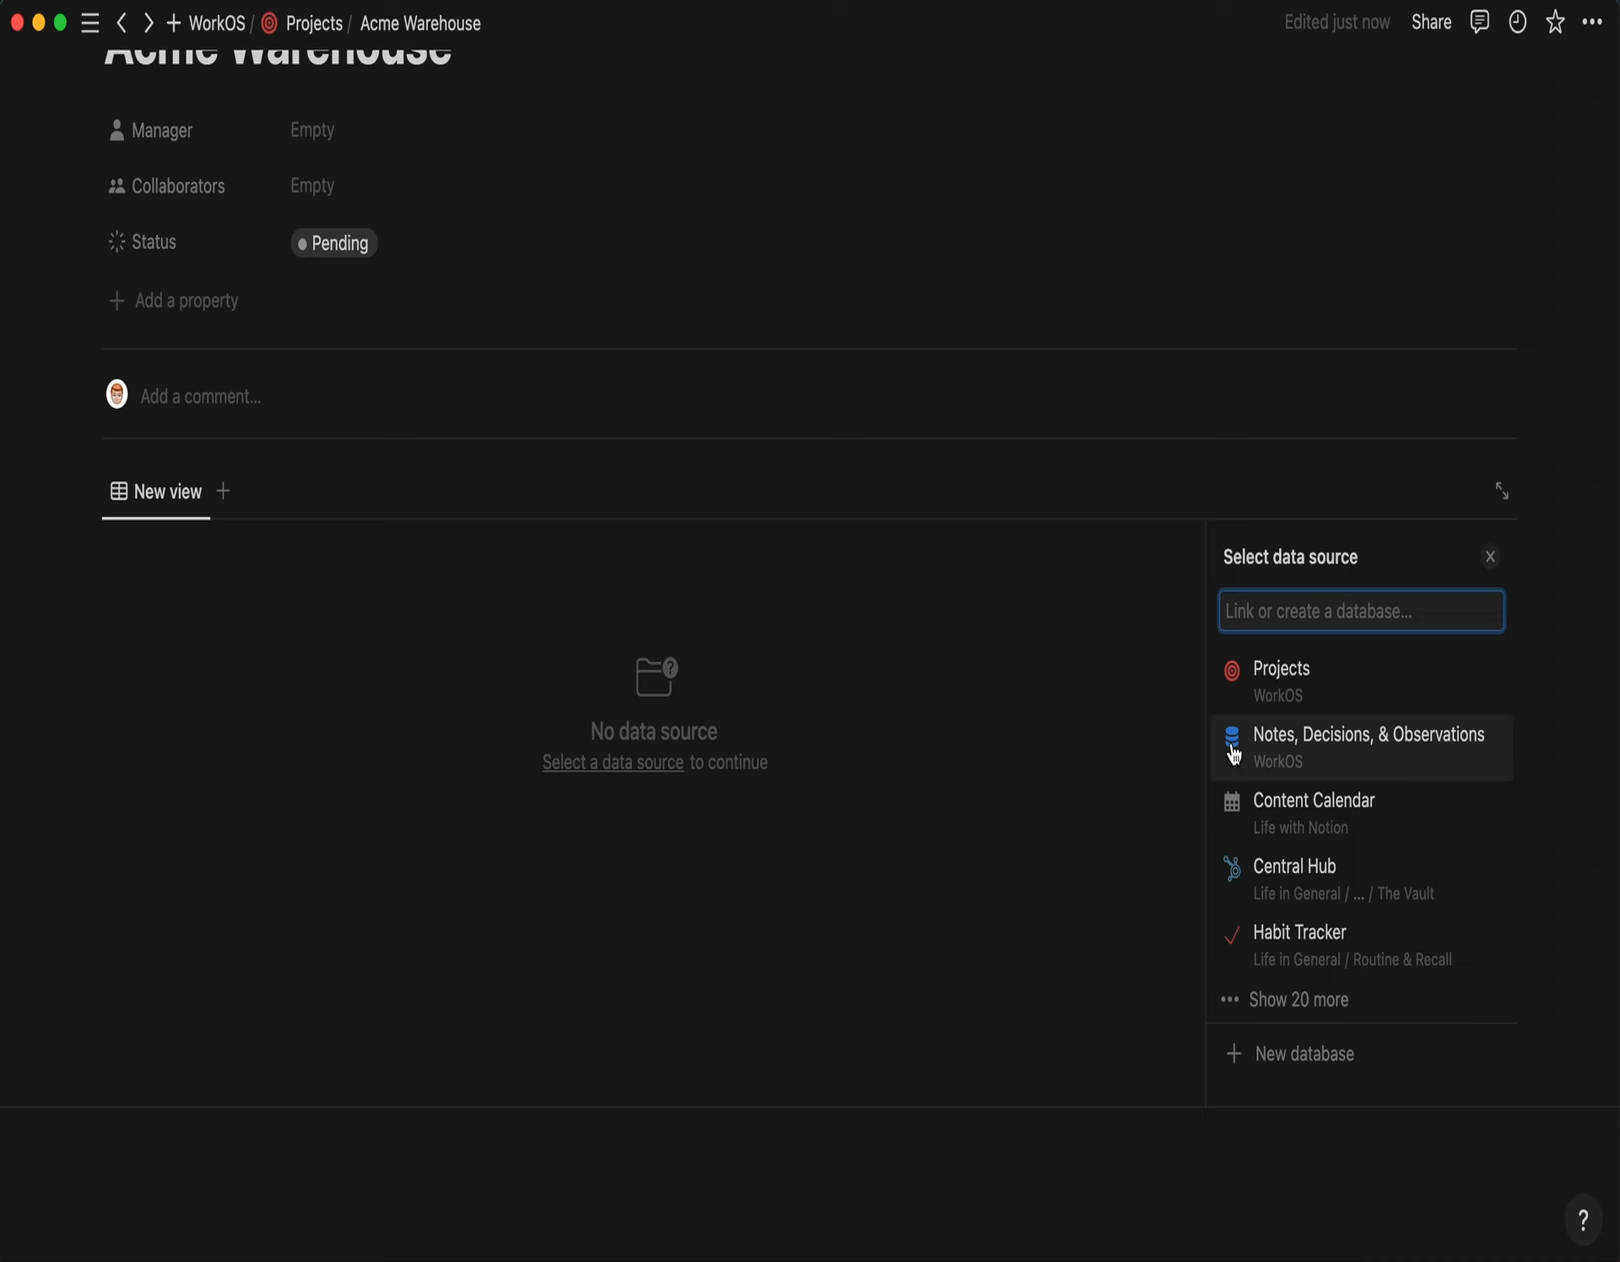 WorkOS / Projects / Acme Warehouse
Edited just now Share
Acme Warehouse
Manager Empty
Collaborators Empty
Status Pending
Add a property
Add a comment...
New view
Select data source
Link or create a database...
Projects
WorkOS
Notes, Decisions, & Observations
WorkOS
No data source
Select a data source to continue
Content Calendar
Life with Notion
Central Hub
Life in General / ... / The Vault
Habit Tracker
Life in General / Routine & Recall
Show 20 more
New database
?